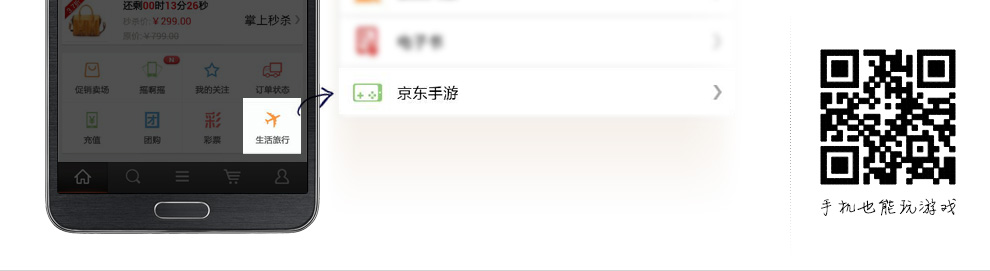 还剩00时13分26秒
秒杀价:¥299.00
掌上秒杀
原价:¥799.00
促销卖场
摇啊摇
我的关注
订单状态
充值
团购
彩票
生活旅行
电子书
京东手游
手机也能玩游戏